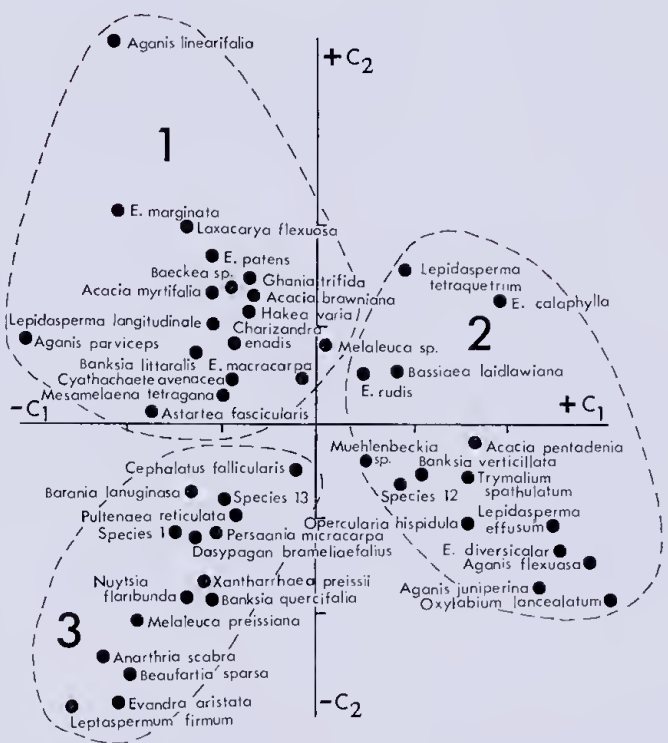 Aganis linearifalia
+C2
1
E. marginata
Laxacarya flexuosa
E. patens
Baeckea sp.
Ghania trifida
Acacia myrtifalia
Acacia brawniana
Hakea varia
Lepidasperma langitudinale
Charizandra
enadis
Aganis parviceps
Banksia littaralis
E. macracarpa
Cyathachaete avenacea
Mesamelaena tetragana
Astartea fascicularis
Melaleuca sp.
Lepidasperma
tetraquetrum
E. calaphylla
2
Bassiaea laidlawiana
E. rudis
-C1
+C1
Muehlenbeckia
sp.
Acacia pentadenia
Banksia verticillata
Trymalium
spathulatum
Species 12
Opercularia hispidula
Lepidasperma
effusum
E. diversicalar
Aganis flexuasa
Aganis juniperina
Oxylabium lancealatum
Cephalatus fallicularis
Barania lanuginasa
Species 13
Pultenaea reticulata
Species 1
Persaania micracarpa
Dasypagan brameliaefalius
Xantharrhaea preissii
Nuytsia
flaribunda
Banksia quercifalia
3
Melaleuca preissiana
Anarthria scabra
Beaufartia sparsa
Evandra aristata
Leptaspermum firmum
-C2